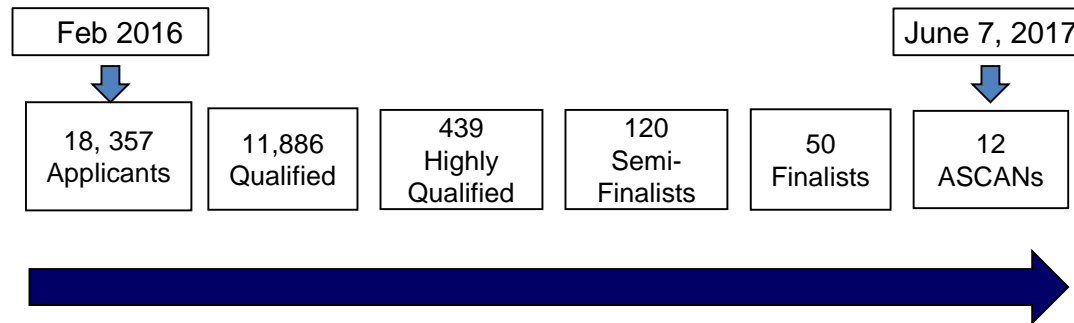 Feb 2016
June 7, 2017
18, 357
Applicants
11,886
Qualified
439
Highly
Qualified
120
Semi-
Finalists
50
Finalists
12
ASCANs